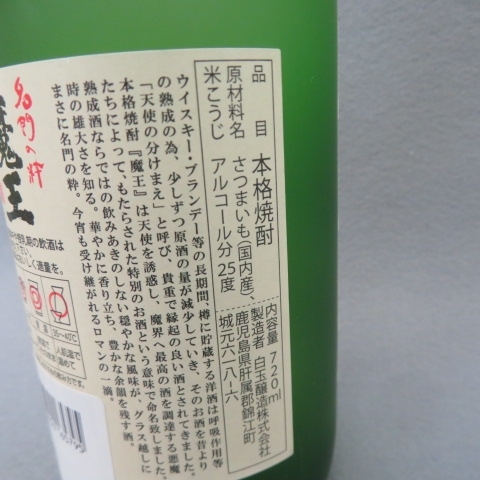 品目 本格焼酎
原材料名 さつまいも(国内産)、
米こうじ アルコール分25度
内容量720ml
製造者 白玉醸造株式会社
鹿児島県肝属郡錦江町
城元六一八ー六
ウイスキー・ブランデー等の長期間、樽に貯蔵する洋酒は呼吸作用等
の熟成の為、少しずつ原酒の量が減少していき、そのお酒を昔より
「天使の分けまえ」と呼び、貴重で縁起の良い酒とされてきました。
本格焼酎『魔王』は天使を誘惑し、魔界へ最高の酒を調達する悪魔
たちによって、もたらされた特別のお酒という意味で命名致しました。
熟成酒ならではの飲みあきのしない穏やかな風味が、グラス越しに
時の雄大さを知る。華やかに香り立ち、豊かな余韻を残す酒。
まさに名門の粋。今宵も受け継がれるロマンの一滴。
名門の粋
魔王
の飲酒は